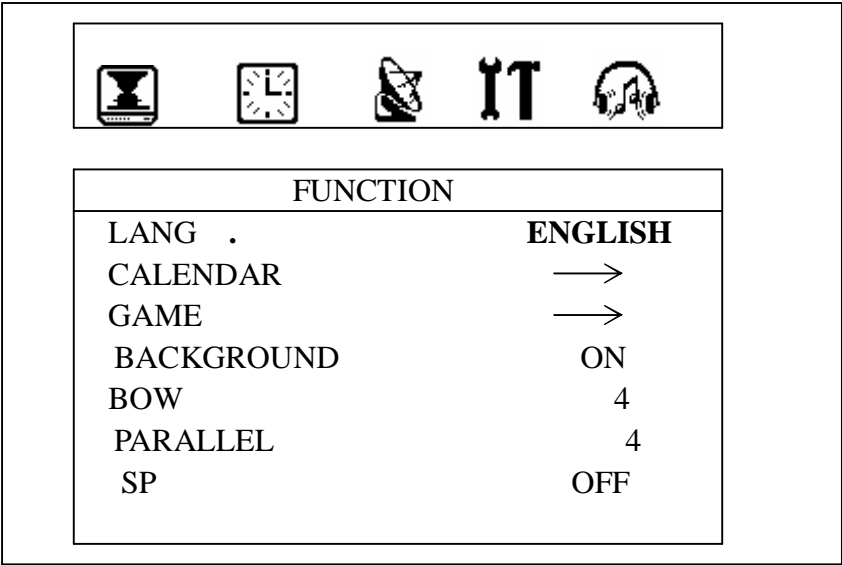 FUNCTION
LANG . ENGLISH
CALENDAR →
GAME →
BACKGROUND ON
BOW 4
PARALLEL 4
SP OFF